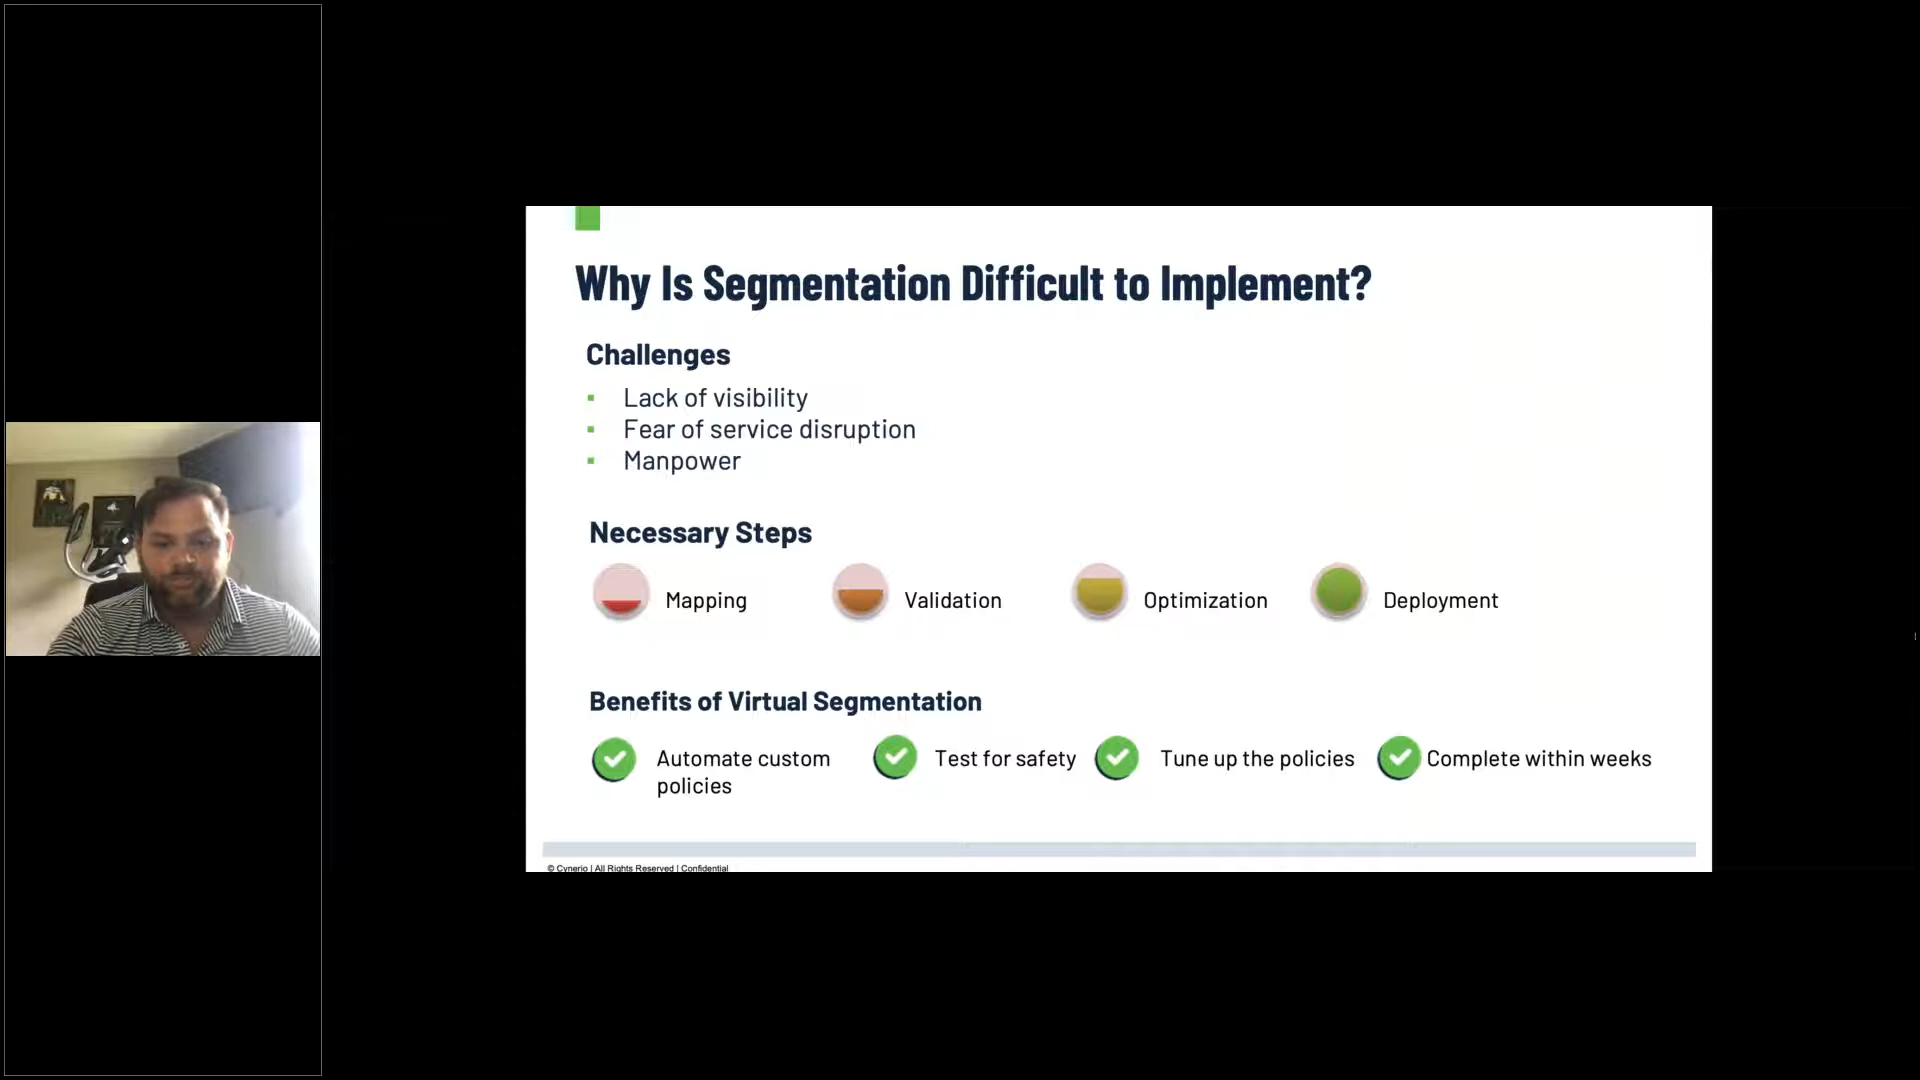 Why Is Segmentation Difficult to Implement?
Challenges
▪ Lack of visibility
▪ Fear of service disruption
▪ Manpower
Necessary Steps
Mapping
Validation
Optimization
Deployment
Benefits of Virtual Segmentation
Automate custom
policies
Test for safety
Tune up the policies
Complete within weeks
© Cynerio | All Rights Reserved | Confidential